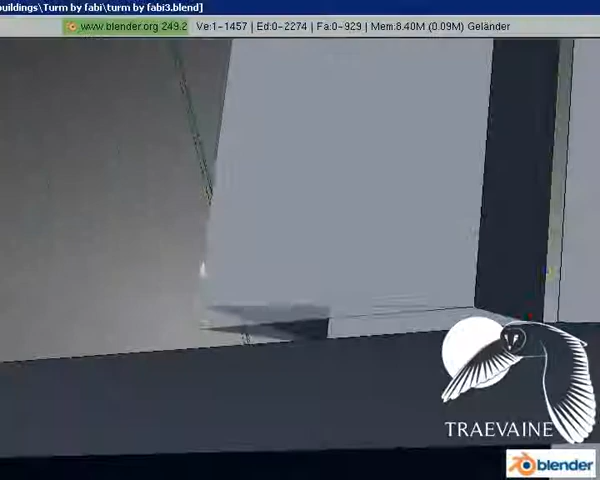 buildings\Turm by fabi\turm by fabi3.blend]
www.blender.org 249.2 Ve:1-1457 | Ed:0-2274 | Fa:0-929 | Mem:8.40M (0.09M) Geländer
TRAEVAINE
blender